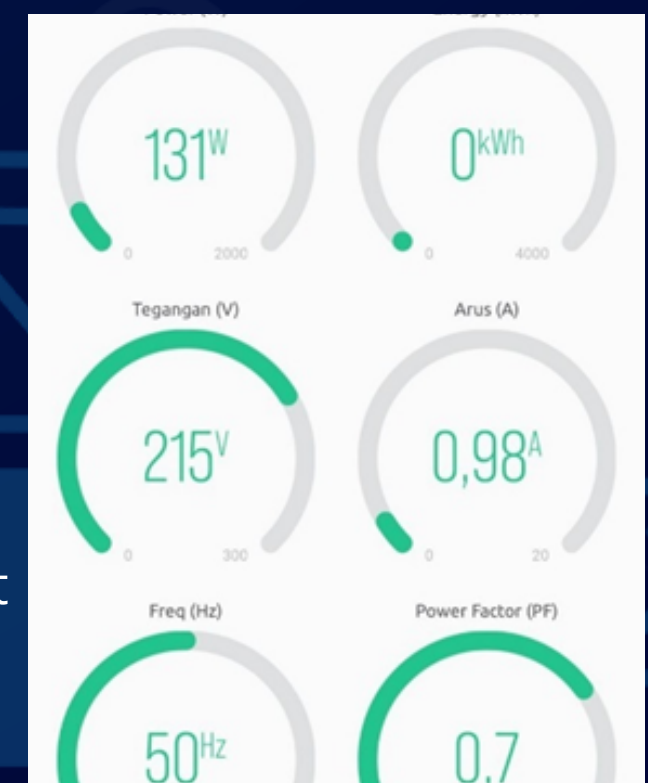 131W
0kWh
0 2000
0 4000
Tegangan (V)
Arus (A)
215V
0,98A
0 300
0 20
t
Freq (Hz)
Power Factor (PF)
50Hz
0,7